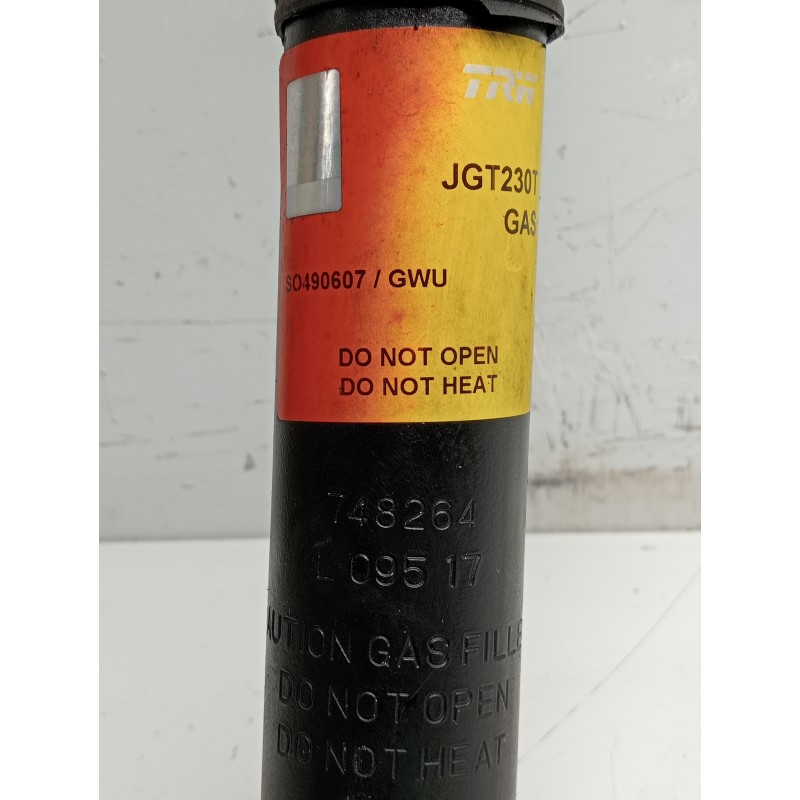 TRW
JGT230T
GAS
SO490607 / GWU
DO NOT OPEN
DO NOT HEAT
748264
L 095 17
AUTION GAS FILLE
DO NOT OPEN
DO NOT HEAT